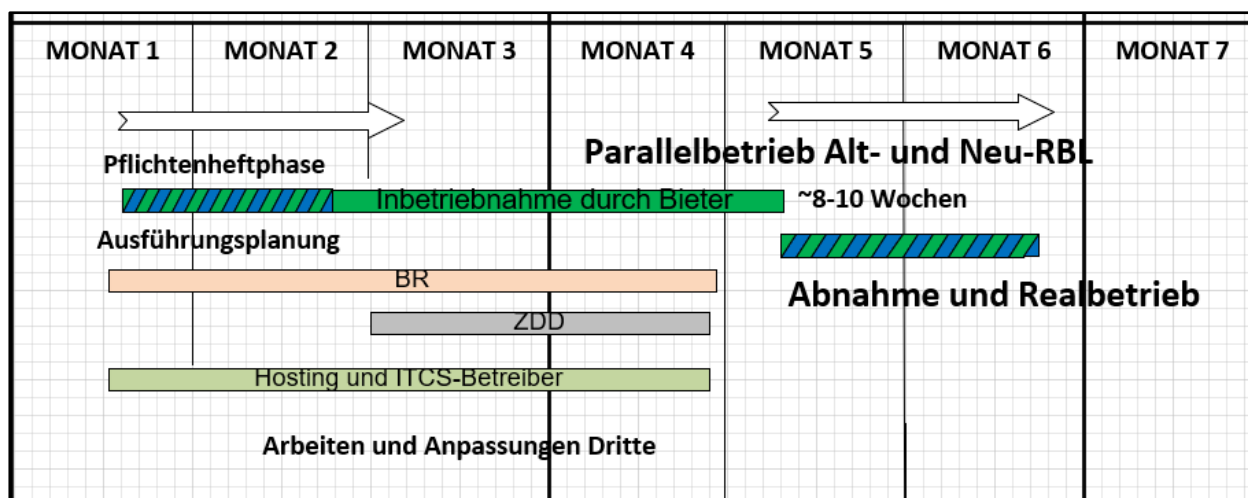 MONAT 1 MONAT 2 MONAT 3 MONAT 4 MONAT 5 MONAT 6 MONAT 7
Parallelbetrieb Alt- und Neu-RBL
Pflichtenheftphase
Inbetriebnahme durch Bieter
~8-10 Wochen
Ausführungsplanung
BR
Abnahme und Realbetrieb
ZDD
Hosting und ITCS-Betreiber
Arbeiten und Anpassungen Dritte